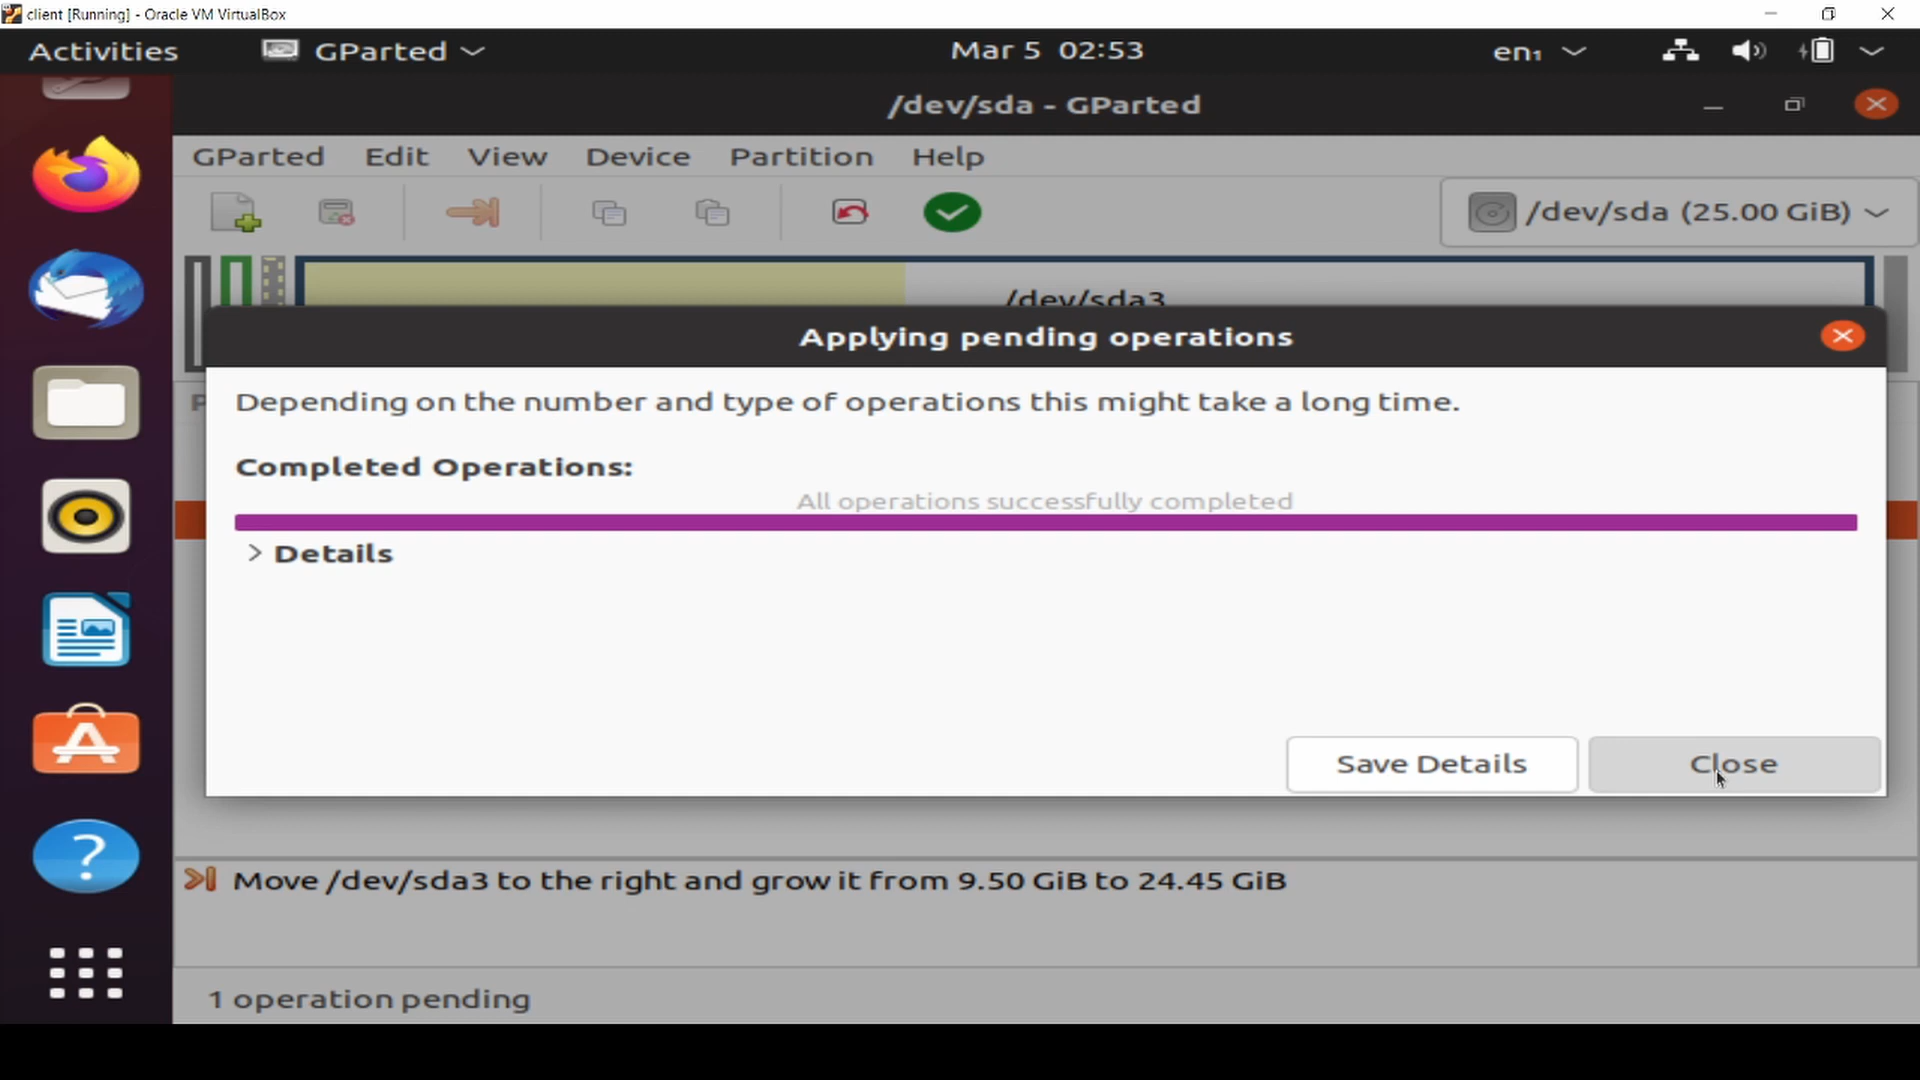 client [Running] - Oracle VM VirtualBox
Activities GParted Mar 5 02:53 en₁
/dev/sda - GParted
GParted Edit View Device Partition Help
/dev/sda (25.00 GiB)
/dev/sda3
Applying pending operations
Depending on the number and type of operations this might take a long time.
Completed Operations:
All operations successfully completed
> Details
Save Details Close
Move /dev/sda3 to the right and grow it from 9.50 GiB to 24.45 GiB
1 operation pending